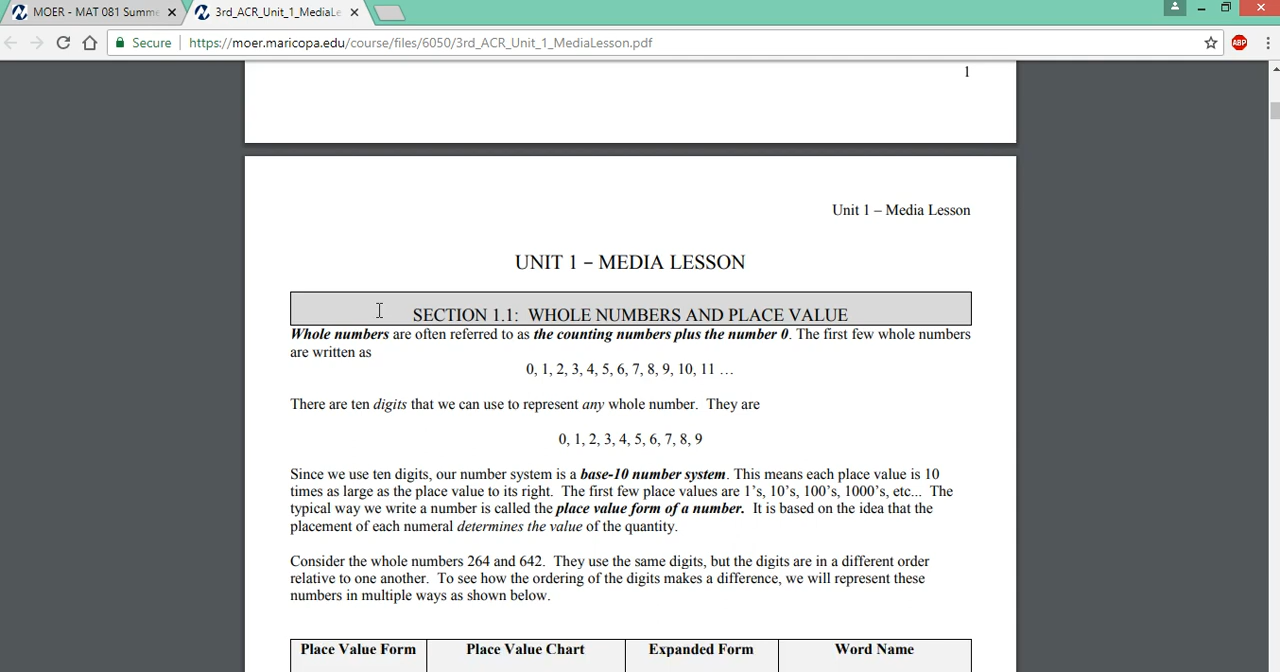 MOER - MAT 081 Summe
3rd_ACR_Unit_1_MediaLe
Secure
https://moer.maricopa.edu/course/files/6050/3rd_ACR_Unit_1_MediaLesson.pdf
ABP
1
Unit 1 – Media Lesson
UNIT 1 – MEDIA LESSON
SECTION 1.1: WHOLE NUMBERS AND PLACE VALUE
Whole numbers are often referred to as the counting numbers plus the number 0. The first few whole numbers
are written as
0, 1, 2, 3, 4, 5, 6, 7, 8, 9, 10, 11 …
There are ten digits that we can use to represent any whole number. They are
0, 1, 2, 3, 4, 5, 6, 7, 8, 9
Since we use ten digits, our number system is a base-10 number system. This means each place value is 10
times as large as the place value to its right. The first few place values are 1’s, 10’s, 100’s, 1000’s, etc... The
typical way we write a number is called the place value form of a number. It is based on the idea that the
placement of each numeral determines the value of the quantity.
Consider the whole numbers 264 and 642. They use the same digits, but the digits are in a different order
relative to one another. To see how the ordering of the digits makes a difference, we will represent these
numbers in multiple ways as shown below.
Place Value Form Place Value Chart Expanded Form Word Name